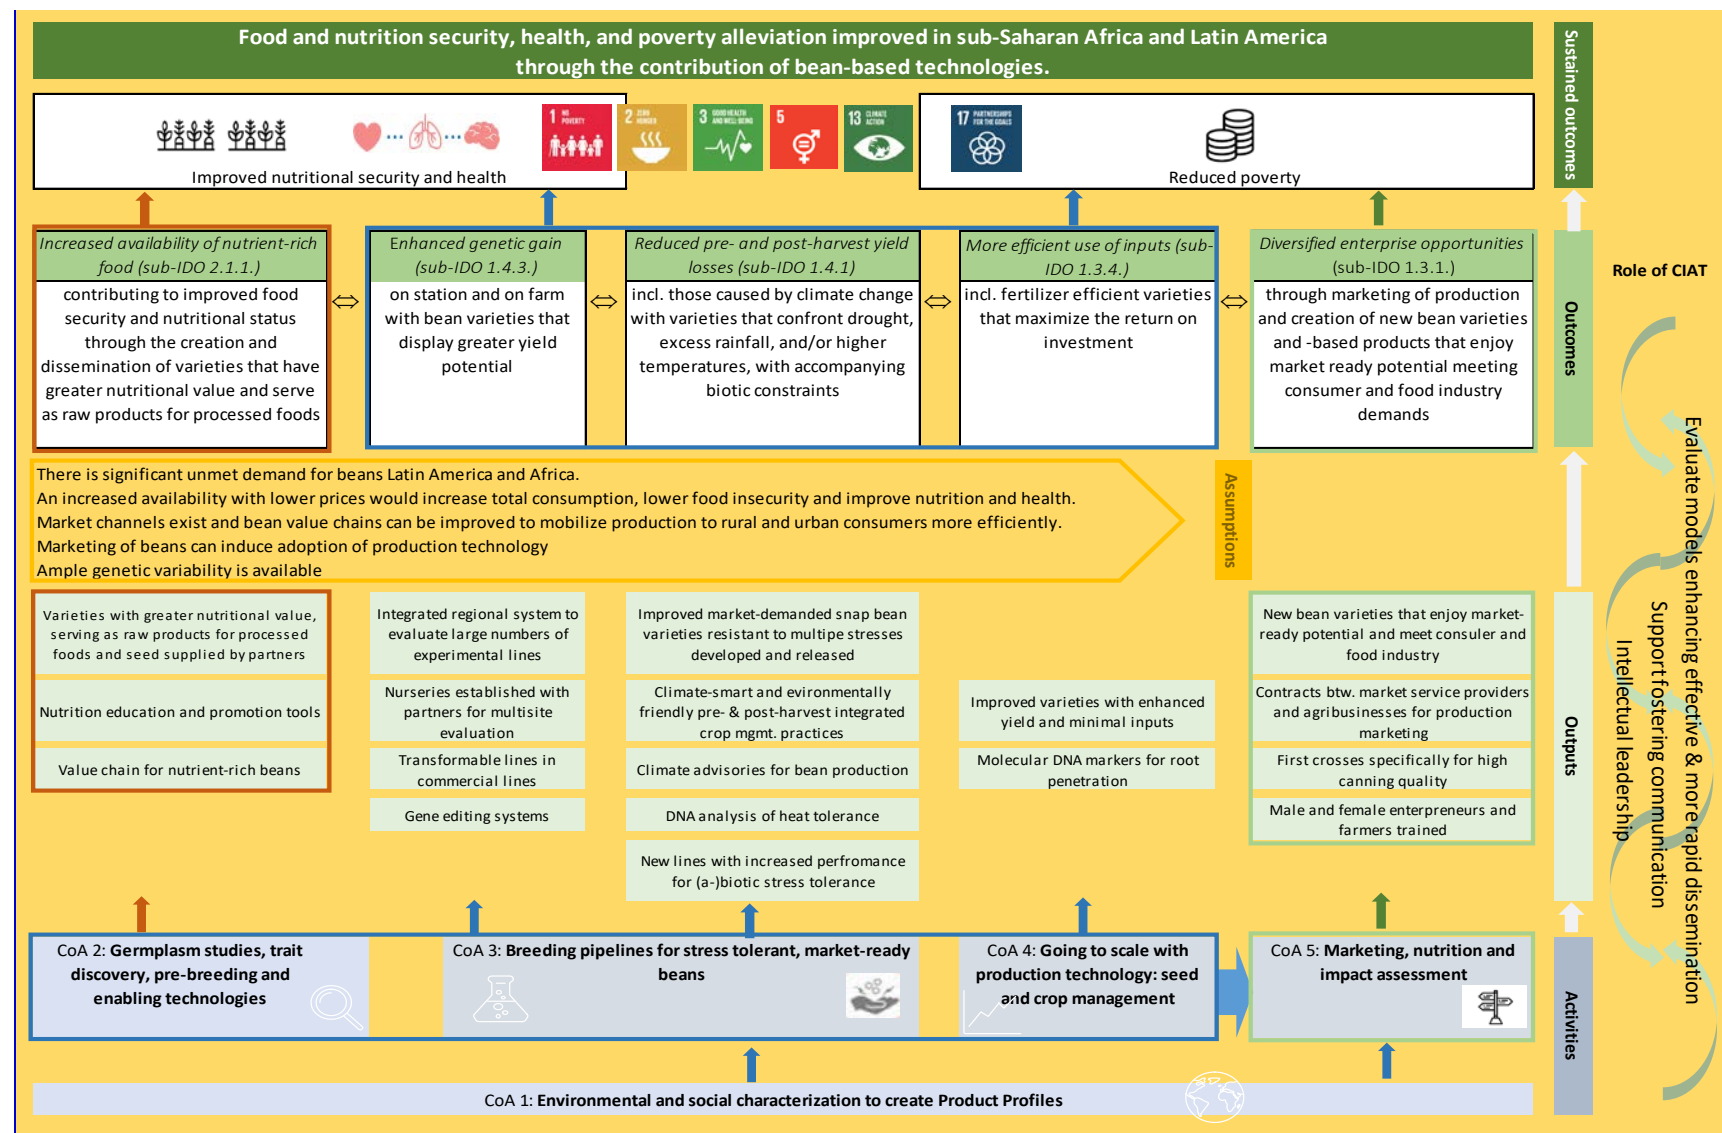 Food and nutrition security, health, and poverty alleviation improved in sub-Saharan Africa and Latin America
through the contribution of bean-based technologies.
Sustained outcomes
1 NO
POVERTY
2 ZERO
HUNGER
3 GOOD HEALTH
AND WELL-BEING
5
13 CLIMATE
ACTION
17 PARTNERSHIPS
FOR THE GOALS
Improved nutritional security and health
Reduced poverty
Increased availability of nutrient-rich
food (sub-IDO 2.1.1.)
contributing to improved food
security and nutritional status
through the creation and
dissemination of varieties that have
greater nutritional value and serve
as raw products for processed foods
Enhanced genetic gain
(sub-IDO 1.4.3.)
on station and on farm
with bean varieties that
display greater yield
potential
Reduced pre- and post-harvest yield
losses (sub-IDO 1.4.1)
incl. those caused by climate change
with varieties that confront drought,
excess rainfall, and/or higher
temperatures, with accompanying
biotic constraints
More efficient use of inputs (sub-
IDO 1.3.4.)
incl. fertilizer efficient varieties
that maximize the return on
investment
Diversified enterprise opportunities
(sub-IDO 1.3.1.)
through marketing of production
and creation of new bean varieties
and -based products that enjoy
market ready potential meeting
consumer and food industry
demands
Outcomes
Role of CIAT
There is significant unmet demand for beans Latin America and Africa.
An increased availability with lower prices would increase total consumption, lower food insecurity and improve nutrition and health.
Market channels exist and bean value chains can be improved to mobilize production to rural and urban consumers more efficiently.
Marketing of beans can induce adoption of production technology
Ample genetic variability is available
Assumptions
Varieties with greater nutritional value,
serving as raw products for processed
foods and seed supplied by partners
Nutrition education and promotion tools
Value chain for nutrient-rich beans
Integrated regional system to
evaluate large numbers of
experimental lines
Nurseries established with
partners for multisite
evaluation
Transformable lines in
commercial lines
Gene editing systems
Improved market-demanded snap bean
varieties resistant to multipe stresses
developed and released
Climate-smart and evironmentally
friendly pre- & post-harvest integrated
crop mgmt. practices
Climate advisories for bean production
DNA analysis of heat tolerance
New lines with increased perfromance
for (a-)biotic stress tolerance
Improved varieties with enhanced
yield and minimal inputs
Molecular DNA markers for root
penetration
New bean varieties that enjoy market-
ready potential and meet consuler and
food industry
Contracts btw. market service providers
and agribusinesses for production
marketing
First crosses specifically for high
canning quality
Male and female enterpreneurs and
farmers trained
Outputs
Evaluate models enhancing effective & more rapid dissemination
Support fostering communication
Intellectual leadership
CoA 2: Germplasm studies, trait
discovery, pre-breeding and
enabling technologies
CoA 3: Breeding pipelines for stress tolerant, market-ready
beans
CoA 4: Going to scale with
production technology: seed
and crop management
CoA 5: Marketing, nutrition and
impact assessment
Activities
CoA 1: Environmental and social characterization to create Product Profiles